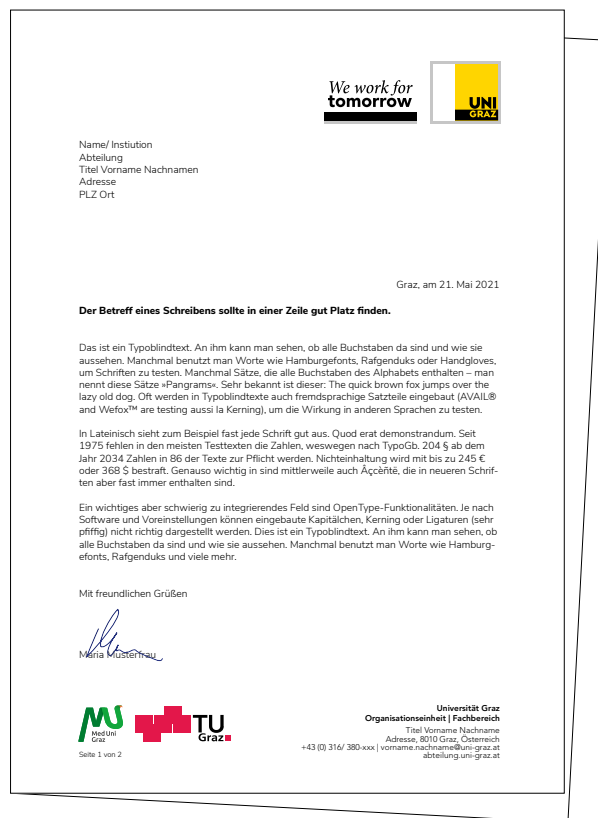 We work for
tomorrow
UNI
GRAZ
Name/ Instiution
Abteilung
Titel Vorname Nachnamen
Adresse
PLZ Ort
Graz, am 21. Mai 2021
Der Betreff eines Schreibens sollte in einer Zeile gut Platz finden.
Das ist ein Typoblindtext. An ihm kann man sehen, ob alle Buchstaben da sind und wie sie
aussehen. Manchmal benutzt man Worte wie Hamburgefonts, Rafgenduks oder Handgloves,
um Schriften zu testen. Manchmal Sätze, die alle Buchstaben des Alphabets enthalten – man
nennt diese Sätze »Pangrams«. Sehr bekannt ist dieser: The quick brown fox jumps over the
lazy old dog. Oft werden in Typoblindtexte auch fremdsprachige Satzteile eingebaut (AVAIL®
and Wefox™ are testing aussi la Kerning), um die Wirkung in anderen Sprachen zu testen.
In Lateinisch sieht zum Beispiel fast jede Schrift gut aus. Quod erat demonstrandum. Seit
1975 fehlen in den meisten Testtexten die Zahlen, weswegen nach TypoGb. 204 § ab dem
Jahr 2034 Zahlen in 86 der Texte zur Pflicht werden. Nichteinhaltung wird mit bis zu 245 €
oder 368 $ bestraft. Genauso wichtig in sind mittlerweile auch Âçcèñtë, die in neueren Schrif-
ten aber fast immer enthalten sind.
Ein wichtiges aber schwierig zu integrierendes Feld sind OpenType-Funktionalitäten. Je nach
Software und Voreinstellungen können eingebaute Kapitälchen, Kerning oder Ligaturen (sehr
pfiffig) nicht richtig dargestellt werden. Dies ist ein Typoblindtext. An ihm kann man sehen, ob
alle Buchstaben da sind und wie sie aussehen. Manchmal benutzt man Worte wie Hamburg-
efonts, Rafgenduks und viele mehr.
Mit freundlichen Grüßen
Maria Musterfrau
Med Uni
Graz
TU
Graz
Seite 1 von 2
Universität Graz
Organisationseinheit | Fachbereich
Titel Vorname Nachname
Adresse, 8010 Graz, Österreich
+43 (0) 316/ 380-xxx | vorname.nachname@uni-graz.at
abteilung.uni-graz.at